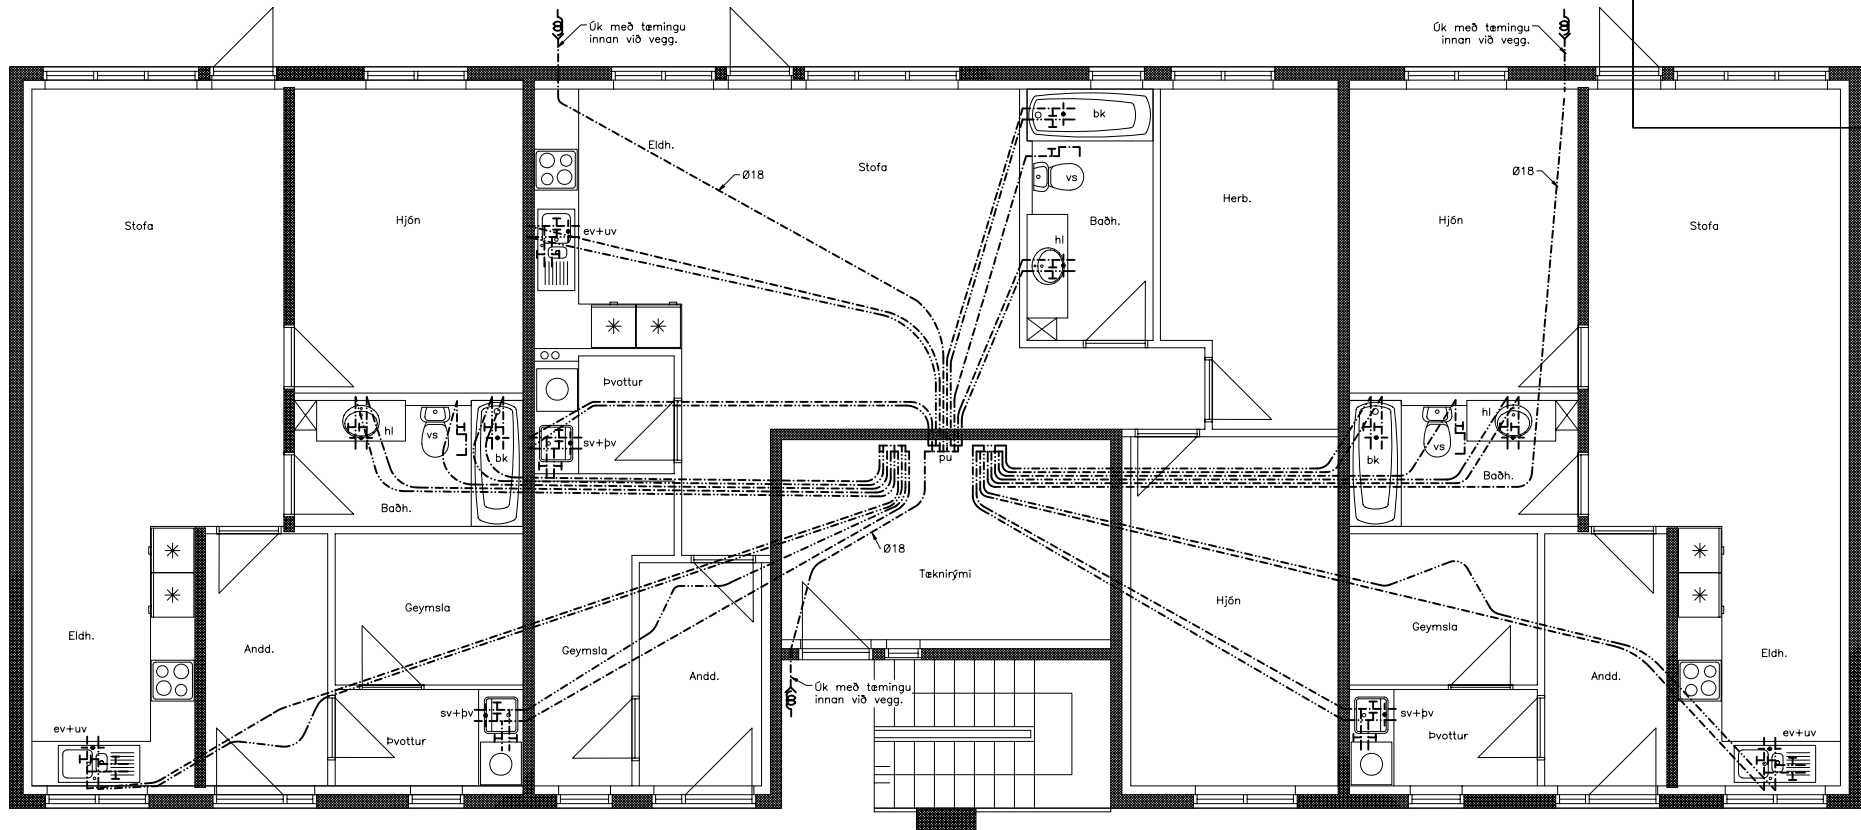 Úk með tæmingu
innan við vegg.
Úk með tæmingu
innan við vegg.
bk
Eldh.
Stofa
Ø18
vs
Ø18
Herb.
Stofa
Hjón
ev+uv
Baðh.
hl
Hjón
Stofa
Þvottur
hl
vs
bk
sv+þv
pu
hl
vs
bk
Baðh.
Baðh.
Ø18
Tæknirými
Geymsla
Hjón
Geymsla
Eldh.
Andd.
Geymsla
Andd.
Andd.
Eldh.
Úk með tæmingu
innan við vegg.
ev+uv
sv+þv
Þvottur
sv+þv
Þvottur
ev+uv